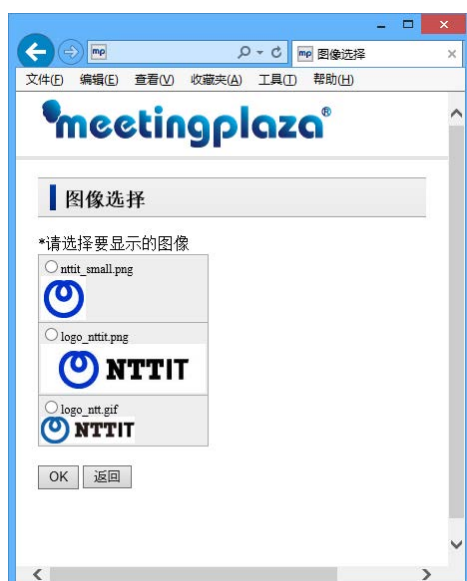 mp
mp 图像选择
文件(F) 编辑(E) 查看(V) 收藏夹(A) 工具(T) 帮助(H)
meetingplaza®
图像选择
*请选择要显示的图像
nttit_small.png
logo_nttit.png
NTTIT
logo_ntt.gif
NTTIT
OK 返回